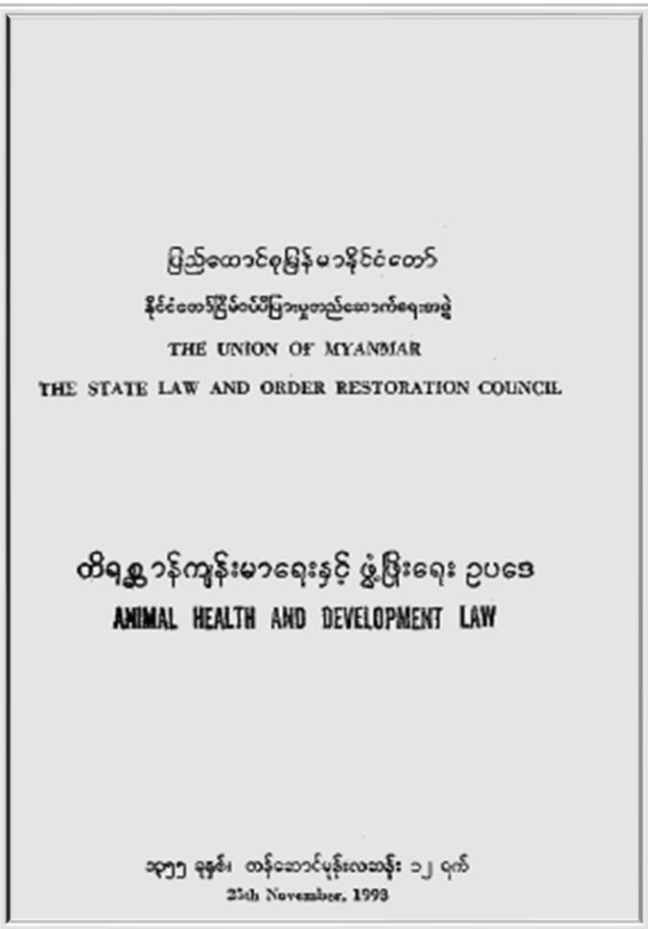 ပြည်ထောင်စုမြန်မာနိုင်ငံတော်
နိုင်ငံတော်ငြိမ်ဝပ်ပိပြားမှုတည်ဆောက်ရေးအဖွဲ့
THE UNION OF MYANMAR
THE STATE LAW AND ORDER RESTORATION COUNCIL
တိရစ္ဆာန်ကျန်းမာရေးနှင့် ဖွံ့ဖြိုးရေး ဥပဒေ
ANIMAL HEALTH AND DEVELOPMENT LAW
၁၃၅၅ ခုနှစ်၊ တန်ဆောင်မုန်းလဆန်း ၁၂ ရက်
25th November, 1993